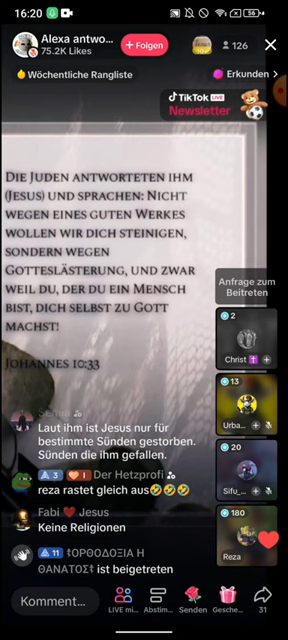 16:20
56
Alexa antwo...
75.2K Likes
+ Folgen
126
Wöchentliche Rangliste
Erkunden >
TikTok LIVE
Newsletter
Die Juden antworteten ihm
(Jesus) und sprachen: Nicht
wegen eines guten Werkes
wollen wir dich steinigen,
sondern wegen
Gotteslästerung, und zwar
weil du, der du ein Mensch
bist, dich selbst zu Gott
machst!
Johannes 10:33
Anfrage zum
Beitreten
2
Christ
13
Urba...
20
Sifu_...
180
Reza
Laut ihm ist Jesus nur für
bestimmte Sünden gestorben.
Sünden die ihm gefallen.
3 1 Der Hetzprofi
reza rastet gleich aus🤣🤣🤣
Fabi ❤️ Jesus
Keine Religionen
11 ☦ΟΡΘΟΔΟΞΙΑ Η
ΘΑΝΑΤΟΣ☦ ist beigetreten
Komment...
LIVE mi...
Abstim...
Senden
Gesche...
31